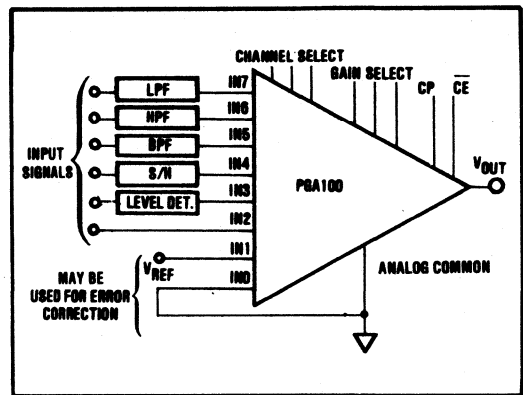 CHANNEL SELECT
GAIN SELECT
CP
CE
LPF
IN7
HPF
IN6
BPF
IN5
S/H
IN4
LEVEL DET.
IN3
IN2
IN1
IN0
INPUT
SIGNALS
PGA100
VOUT
VREF
MAY BE
USED FOR ERROR
CORRECTION
ANALOG COMMON